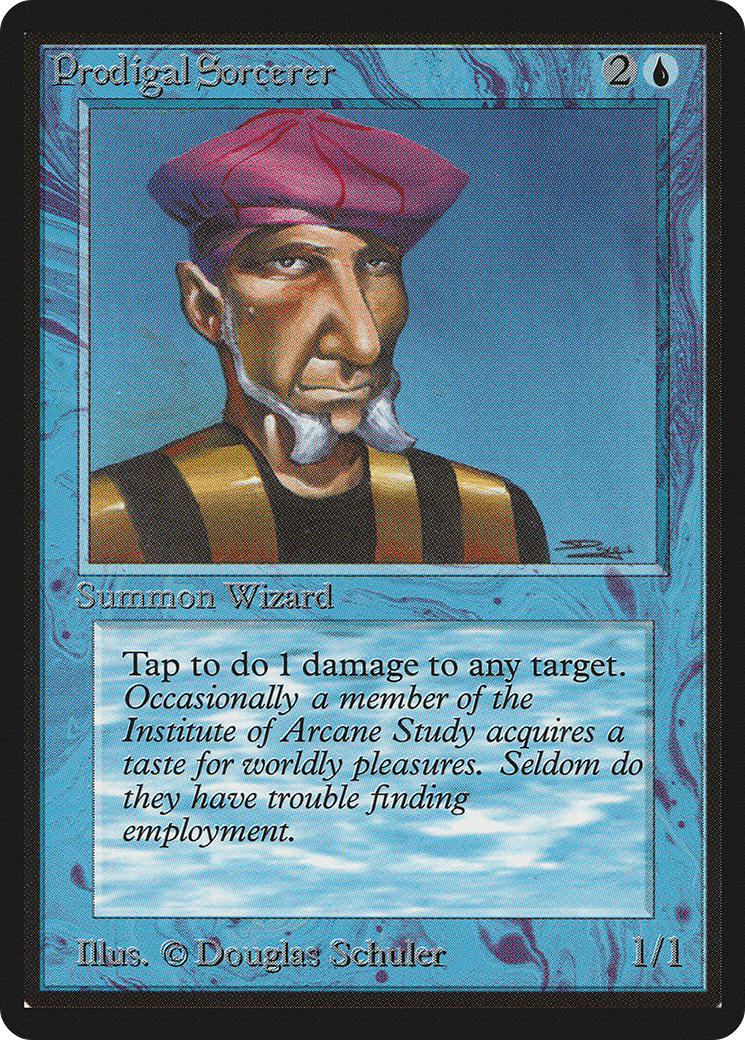 Prodigal Sorcerer 2
Summon Wizard
Tap to do 1 damage to any target.
Occasionally a member of the
Institute of Arcane Study acquires a
taste for worldly pleasures. Seldom do
they have trouble finding
employment.
Illus. © Douglas Schuler 1/1